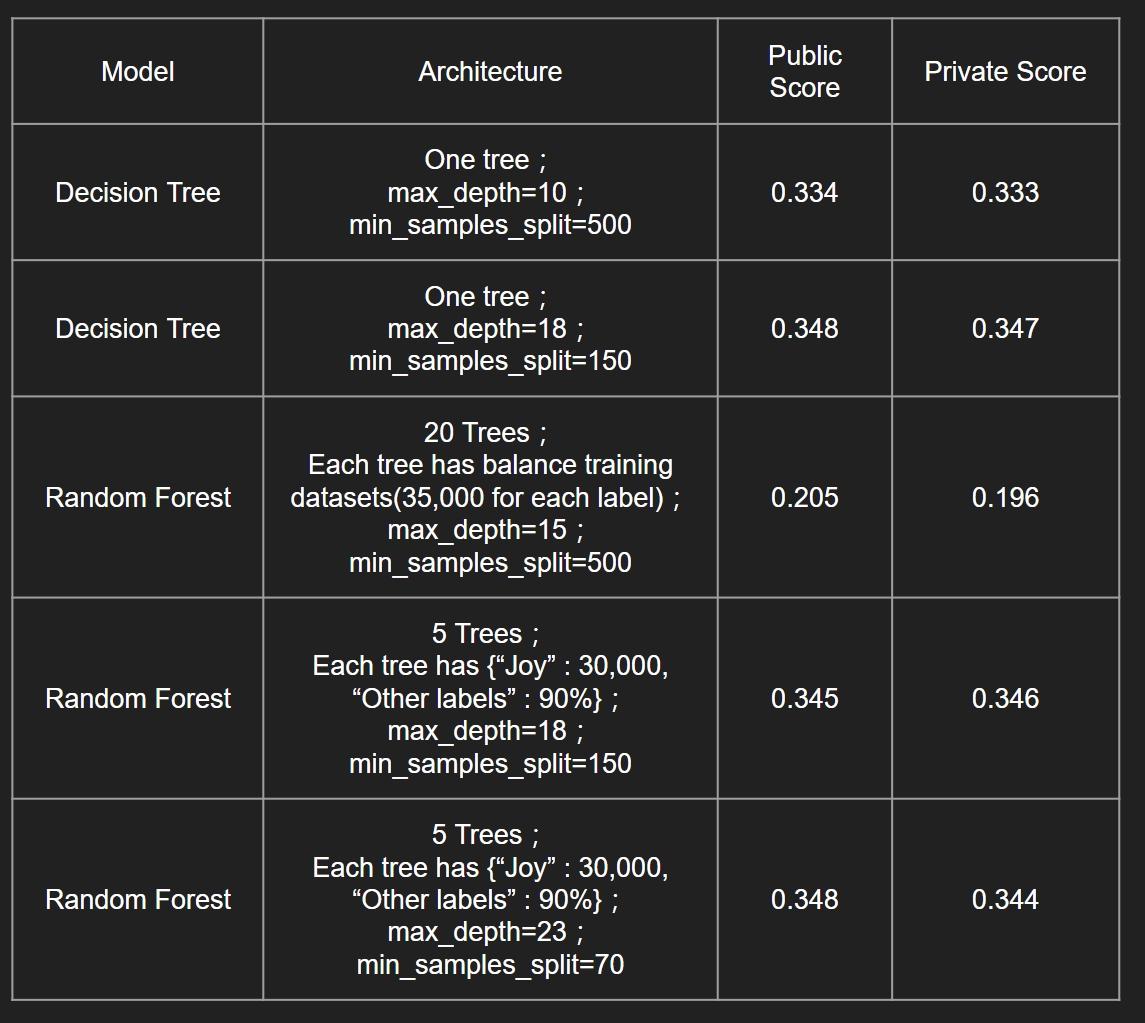 Model
Architecture
Public
Score
Private Score
Decision Tree
One tree；
max_depth=10；
min_samples_split=500
0.334
0.333
Decision Tree
One tree；
max_depth=18；
min_samples_split=150
0.348
0.347
Random Forest
20 Trees；
Each tree has balance training
datasets(35,000 for each label)；
max_depth=15；
min_samples_split=500
0.205
0.196
Random Forest
5 Trees；
Each tree has {“Joy” : 30,000,
“Other labels” : 90%}；
max_depth=18；
min_samples_split=150
0.345
0.346
Random Forest
5 Trees；
Each tree has {“Joy” : 30,000,
“Other labels” : 90%}；
max_depth=23；
min_samples_split=70
0.348
0.344